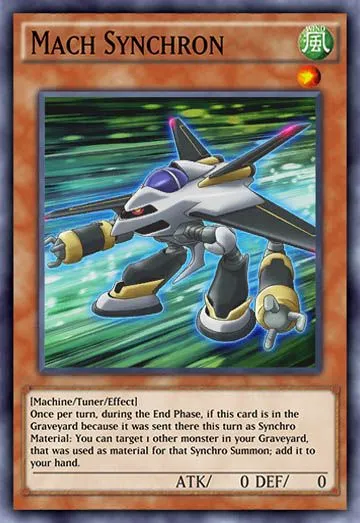 MACH SYNCHRON
WIND
風
[Machine/Tuner/Effect]
Once per turn, during the End Phase, if this card is in the
Graveyard because it was sent there this turn as Synchro
Material: You can target 1 other monster in your Graveyard,
that was used as material for that Synchro Summon; add it to
your hand.
ATK/ 0 DEF/ 0